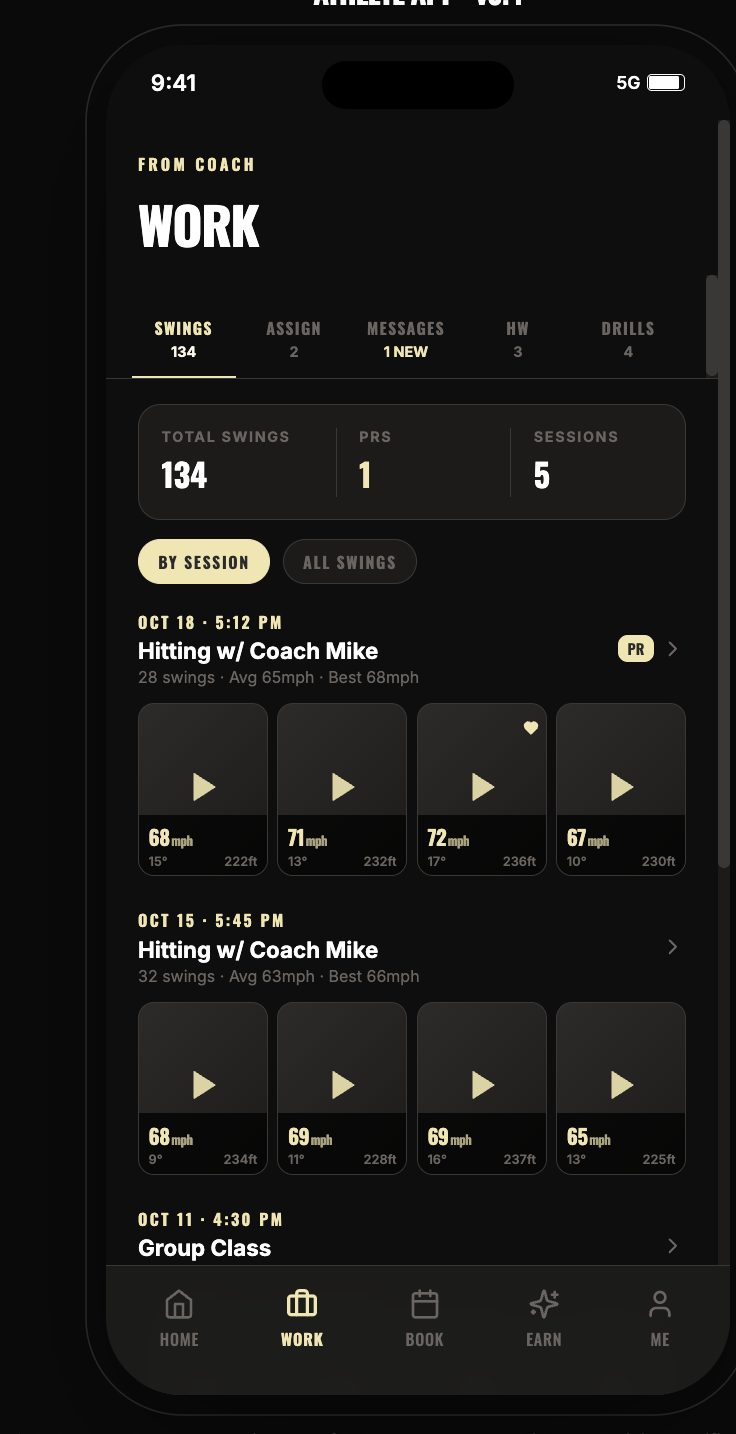 9:41 5G
FROM COACH
WORK
SWINGS ASSIGN MESSAGES HW DRILLS
134 2 1 NEW 3 4
TOTAL SWINGS PRS SESSIONS
134 1 5
BY SESSION ALL SWINGS
OCT 18 · 5:12 PM
Hitting w/ Coach Mike PR
28 swings · Avg 65mph · Best 68mph
68mph 71mph 72mph 67mph
15° 222ft 13° 232ft 17° 236ft 10° 230ft
OCT 15 · 5:45 PM
Hitting w/ Coach Mike
32 swings · Avg 63mph · Best 66mph
68mph 69mph 69mph 65mph
9° 234ft 11° 228ft 16° 237ft 13° 225ft
OCT 11 · 4:30 PM
Group Class
HOME WORK BOOK EARN ME